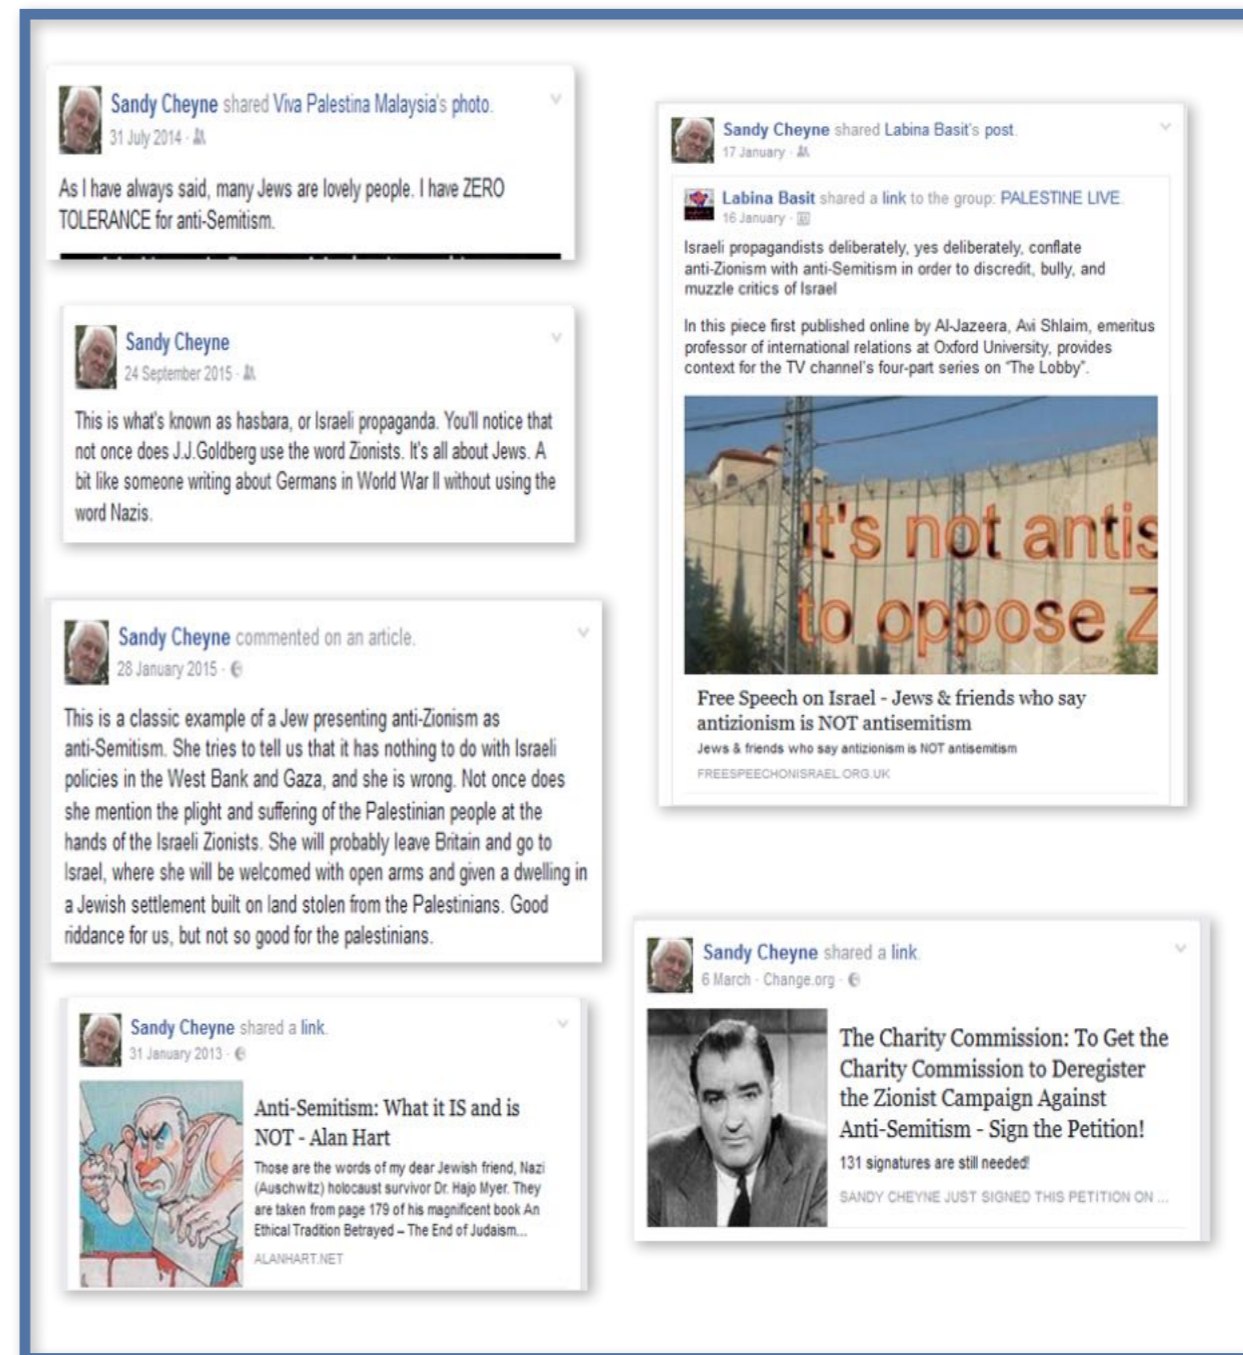 Sandy Cheyne shared Viva Palestina Malaysia's photo.
31 July 2014 ·
As I have always said, many Jews are lovely people. I have ZERO
TOLERANCE for anti-Semitism.
Sandy Cheyne
24 September 2015 ·
This is what's known as hasbara, or Israeli propaganda. You'll notice that
not once does J.J.Goldberg use the word Zionists. It's all about Jews. A
bit like someone writing about Germans in World War II without using the
word Nazis.
Sandy Cheyne commented on an article.
28 January 2015 ·
This is a classic example of a Jew presenting anti-Zionism as
anti-Semitism. She tries to tell us that it has nothing to do with Israeli
policies in the West Bank and Gaza, and she is wrong. Not once does
she mention the plight and suffering of the Palestinian people at the
hands of the Israeli Zionists. She will probably leave Britain and go to
Israel, where she will be welcomed with open arms and given a dwelling in
a Jewish settlement built on land stolen from the Palestinians. Good
riddance for us, but not so good for the palestinians.
Sandy Cheyne shared a link.
31 January 2013 ·
Anti-Semitism: What it IS and is
NOT - Alan Hart
Those are the words of my dear Jewish friend, Nazi
(Auschwitz) holocaust survivor Dr. Hajo Myer. They
are taken from page 179 of his magnificent book An
Ethical Tradition Betrayed – The End of Judaism...
ALANHART.NET
Sandy Cheyne shared Labina Basit's post.
17 January ·
Labina Basit shared a link to the group: PALESTINE LIVE.
16 January ·
Israeli propagandists deliberately, yes deliberately, conflate
anti-Zionism with anti-Semitism in order to discredit, bully, and
muzzle critics of Israel
In this piece first published online by Al-Jazeera, Avi Shlaim, emeritus
professor of international relations at Oxford University, provides
context for the TV channel's four-part series on “The Lobby”.
It's not antis
to oppose Z
Free Speech on Israel - Jews & friends who say
antizionism is NOT antisemitism
Jews & friends who say antizionism is NOT antisemitism
FREESPEECHONISRAEL.ORG.UK
Sandy Cheyne shared a link.
6 March · Change.org ·
The Charity Commission: To Get the
Charity Commission to Deregister
the Zionist Campaign Against
Anti-Semitism - Sign the Petition!
131 signatures are still needed!
SANDY CHEYNE JUST SIGNED THIS PETITION ON ...